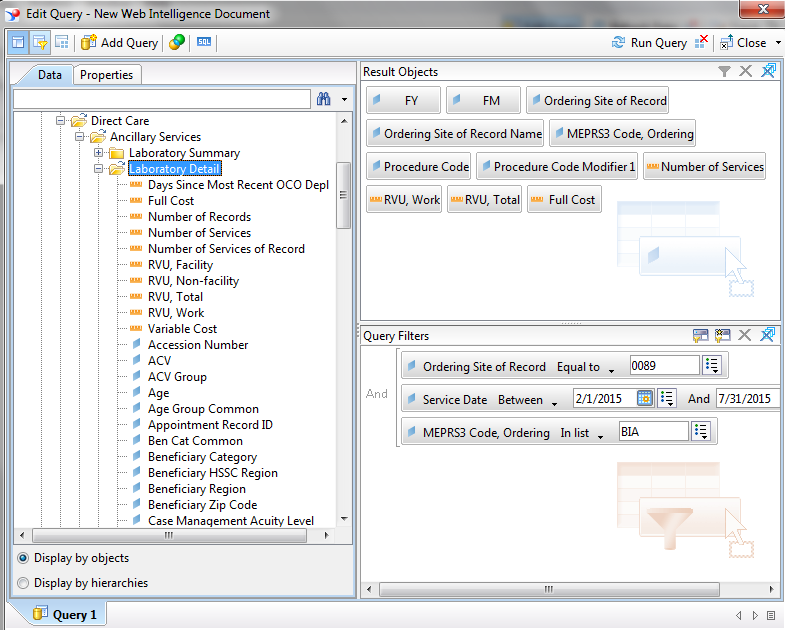 Edit Query - New Web Intelligence Document
Add Query SQL Run Query Close
Data Properties
Direct Care
Ancillary Services
Laboratory Summary
Laboratory Detail
Days Since Most Recent OCO Depl
Full Cost
Number of Records
Number of Services
Number of Services of Record
RVU, Facility
RVU, Non-facility
RVU, Total
RVU, Work
Variable Cost
Accession Number
ACV
ACV Group
Age
Age Group Common
Appointment Record ID
Ben Cat Common
Beneficiary Category
Beneficiary HSSC Region
Beneficiary Region
Beneficiary Zip Code
Case Management Acuity Level
Display by objects
Display by hierarchies
Result Objects
FY FM Ordering Site of Record
Ordering Site of Record Name MEPRS3 Code, Ordering
Procedure Code Procedure Code Modifier 1 Number of Services
RVU, Work RVU, Total Full Cost
Query Filters
And
Ordering Site of Record Equal to 0089
Service Date Between 2/1/2015 And 7/31/2015
MEPRS3 Code, Ordering In list BIA
Query 1